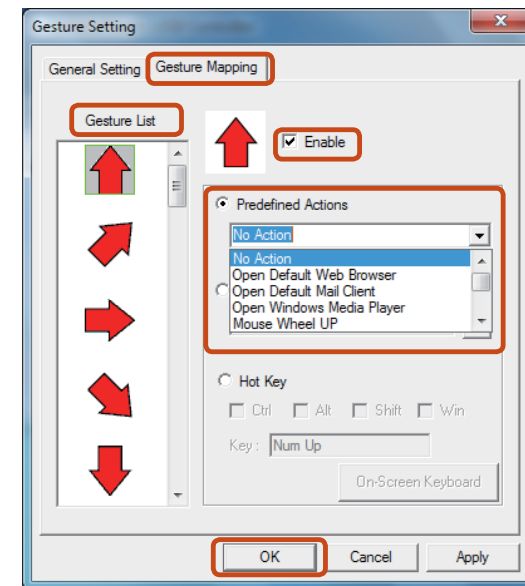 Gesture Setting
General Setting
Gesture Mapping
Gesture List
Enable
Predefined Actions
No Action
No Action
Open Default Web Browser
Open Default Mail Client
Open Windows Media Player
Mouse Wheel UP
Hot Key
Ctrl Alt Shift Win
Key : Num Up
On-Screen Keyboard
OK Cancel Apply